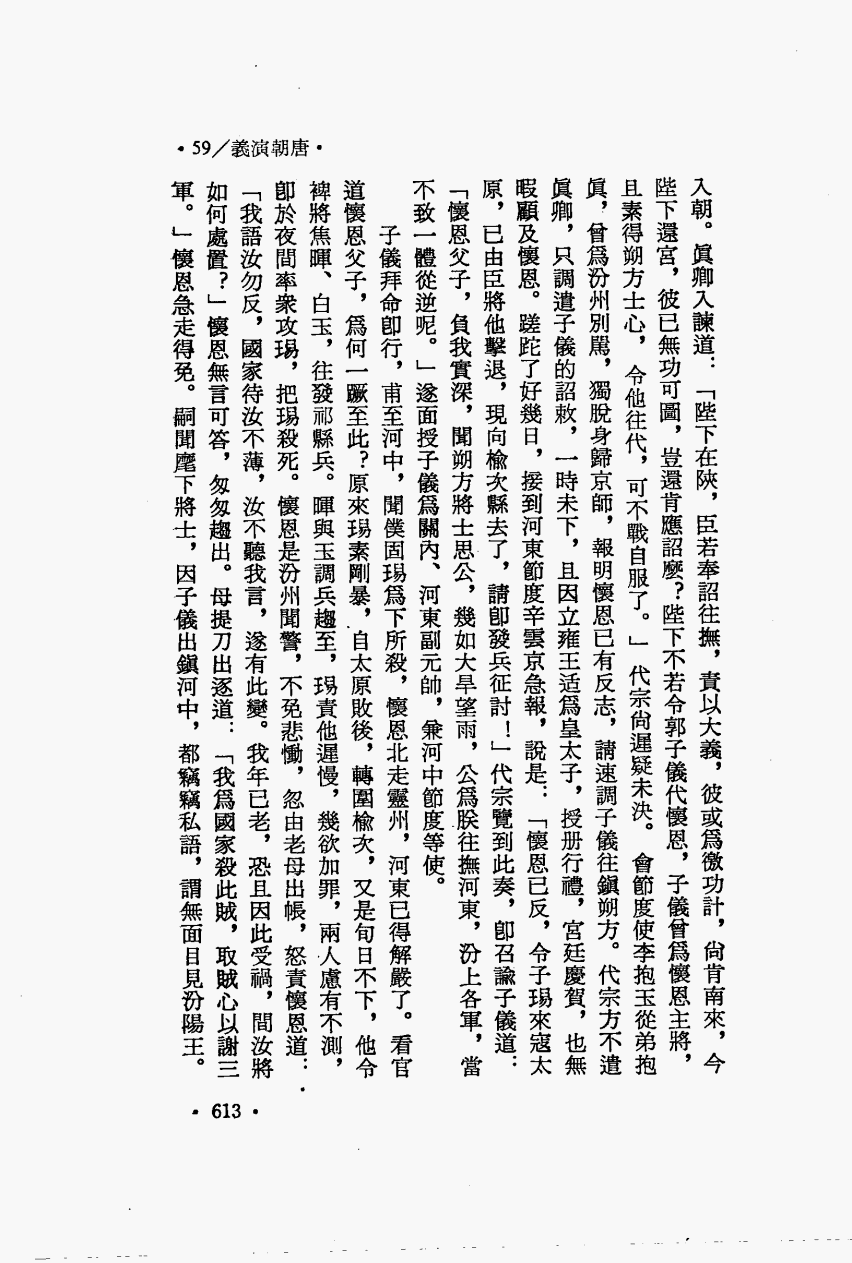 •唐朝演義／59•
入朝。眞卿入諫道：「陛下在陝，臣若奉詔往撫，責以大義，彼或爲徼功計，尙肯南來，今
陛下還宮，彼已無功可圖，豈還肯應詔麼？陛下不若令郭子儀代懷恩，子儀曾爲懷恩主將，
且素得朔方士心，令他往代，可不戰自服了。」代宗尙遲疑未決。會節度使李抱玉從弟抱
眞，曾爲汾州別駕，獨脫身歸京師，報明懷恩已有反志，請速調子儀往鎭朔方。代宗方不遣
眞卿，只調遣子儀的詔敕，一時未下，且因立雍王适爲皇太子，授册行禮，宮廷慶賀，也無
暇顧及懷恩。蹉跎了好幾日，接到河東節度辛雲京急報，說是：「懷恩已反，令子瑒來寇太
原，已由臣將他擊退，現向榆次縣去了，請卽發兵征討！」代宗覽到此奏，卽召諭子儀道：
「懷恩父子，負我實深，聞朔方將士思公，幾如大旱望雨，公爲朕往撫河東，汾上各軍，當
不致一體從逆呢。」遂面授子儀爲關內、河東副元帥，兼河中節度等使。
子儀拜命卽行，甫至河中，聞僕固瑒爲下所殺，懷恩北走靈州，河東已得解嚴了。看官
道懷恩父子，爲何一蹶至此？原來瑒素剛暴，自太原敗後，轉圍榆次，又是旬日不下，他令
裨將焦暉、白玉，往發祁縣兵。暉與玉調兵趨至，瑒責他遲慢，幾欲加罪，兩人慮有不測，
卽於夜間率衆攻瑒，把瑒殺死。懷恩是汾州聞警，不免悲慟，忽由老母出帳，怒責懷恩道：
「我語汝勿反，國家待汝不薄，汝不聽我言，遂有此變。我年已老，恐且因此受禍，問汝將
如何處置？」懷恩無言可答，匆匆趨出。母提刀出逐道：「我爲國家殺此賊，取賊心以謝三
軍。」懷恩急走得免。嗣聞麾下將士，因子儀出鎭河中，都竊竊私語，謂無面目見汾陽王。
•613•